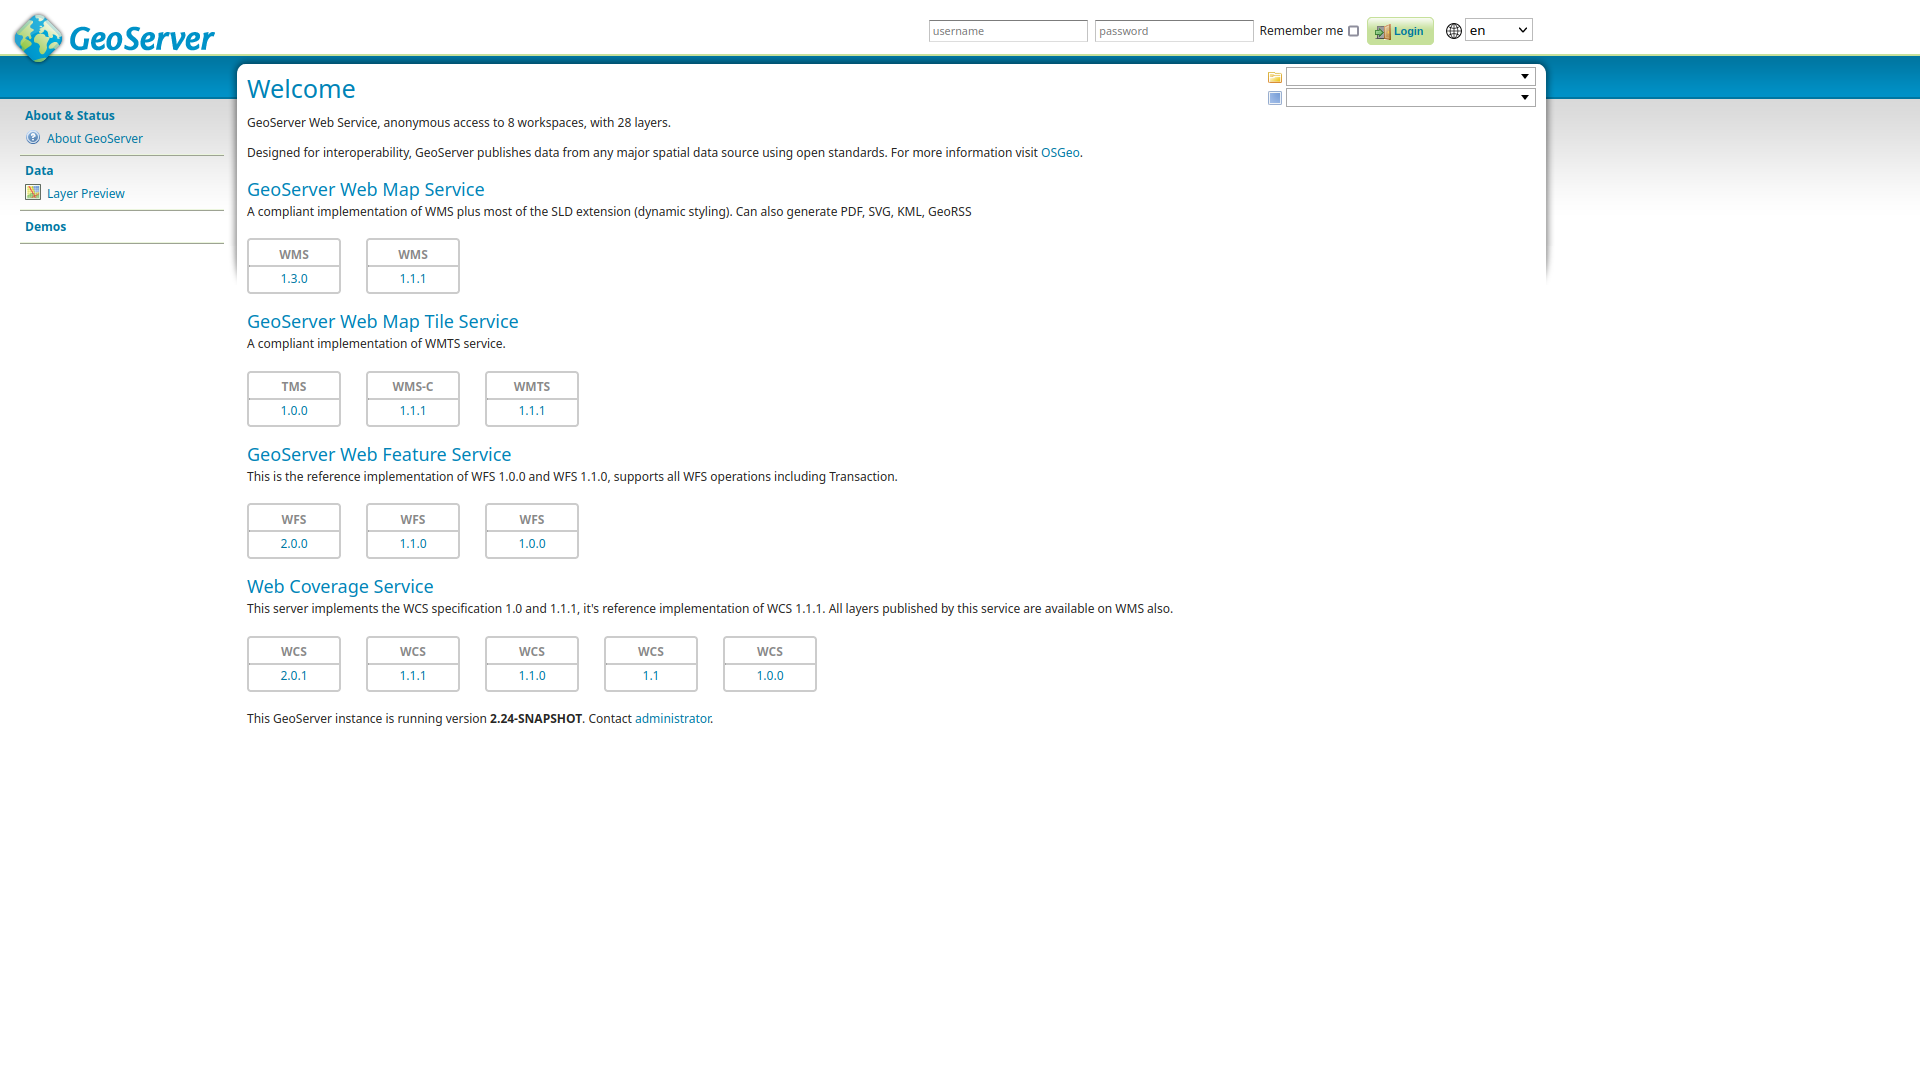 GeoServer
username password Remember me Login en
About & Status
About GeoServer
Data
Layer Preview
Demos
Welcome
GeoServer Web Service, anonymous access to 8 workspaces, with 28 layers.
Designed for interoperability, GeoServer publishes data from any major spatial data source using open standards. For more information visit OSGeo.
GeoServer Web Map Service
A compliant implementation of WMS plus most of the SLD extension (dynamic styling). Can also generate PDF, SVG, KML, GeoRSS
WMS WMS
1.3.0 1.1.1
GeoServer Web Map Tile Service
A compliant implementation of WMTS service.
TMS WMS-C WMTS
1.0.0 1.1.1 1.1.1
GeoServer Web Feature Service
This is the reference implementation of WFS 1.0.0 and WFS 1.1.0, supports all WFS operations including Transaction.
WFS WFS WFS
2.0.0 1.1.0 1.0.0
Web Coverage Service
This server implements the WCS specification 1.0 and 1.1.1, it's reference implementation of WCS 1.1.1. All layers published by this service are available on WMS also.
WCS WCS WCS WCS WCS
2.0.1 1.1.1 1.1.0 1.1 1.0.0
This GeoServer instance is running version 2.24-SNAPSHOT. Contact administrator.